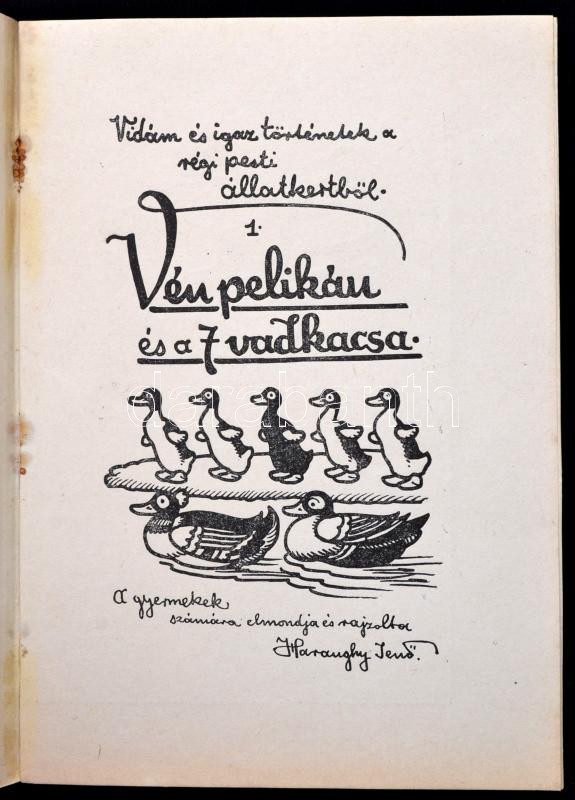 Vidám és igaz történetek a
régi pesti
állatkertből.
1.
Vén pelikán
és a 7 vadkacsa.
darabanth
A gyermekek
számára elmondja és rajzolta
Haranghy Jenő.